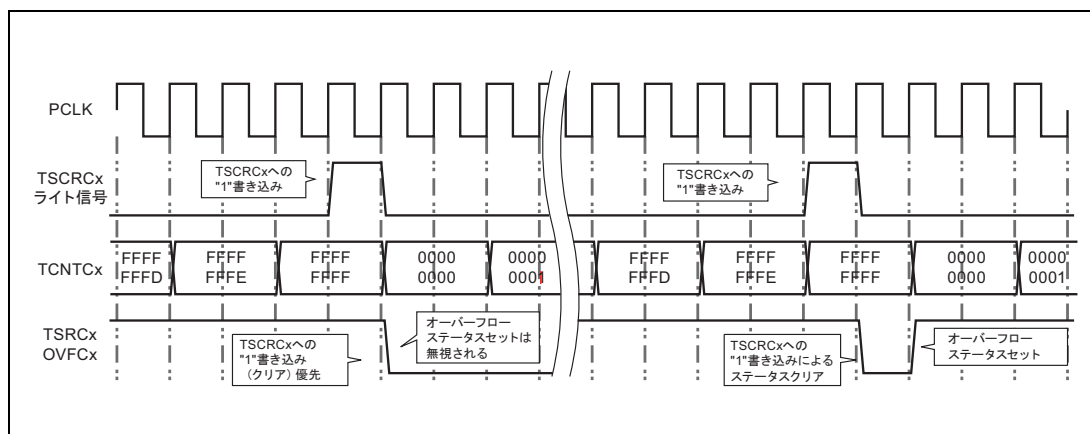 PCLK
TSCRCx
ライト信号
TSCRCxへの
"1"書き込み
TSCRCxへの
"1"書き込み
TCNTCx
FFFF
FFFD
FFFF
FFFE
FFFF
FFFF
0000
0000
0000
0001
FFFF
FFFD
FFFF
FFFE
FFFF
FFFF
0000
0000
0000
0001
TSRCx
OVFCx
TSCRCxへの
"1"書き込み
（クリア）優先
オーバーフロー
ステータスセットは
無視される
TSCRCxへの
"1"書き込みによる
ステータスクリア
オーバーフロー
ステータスセット